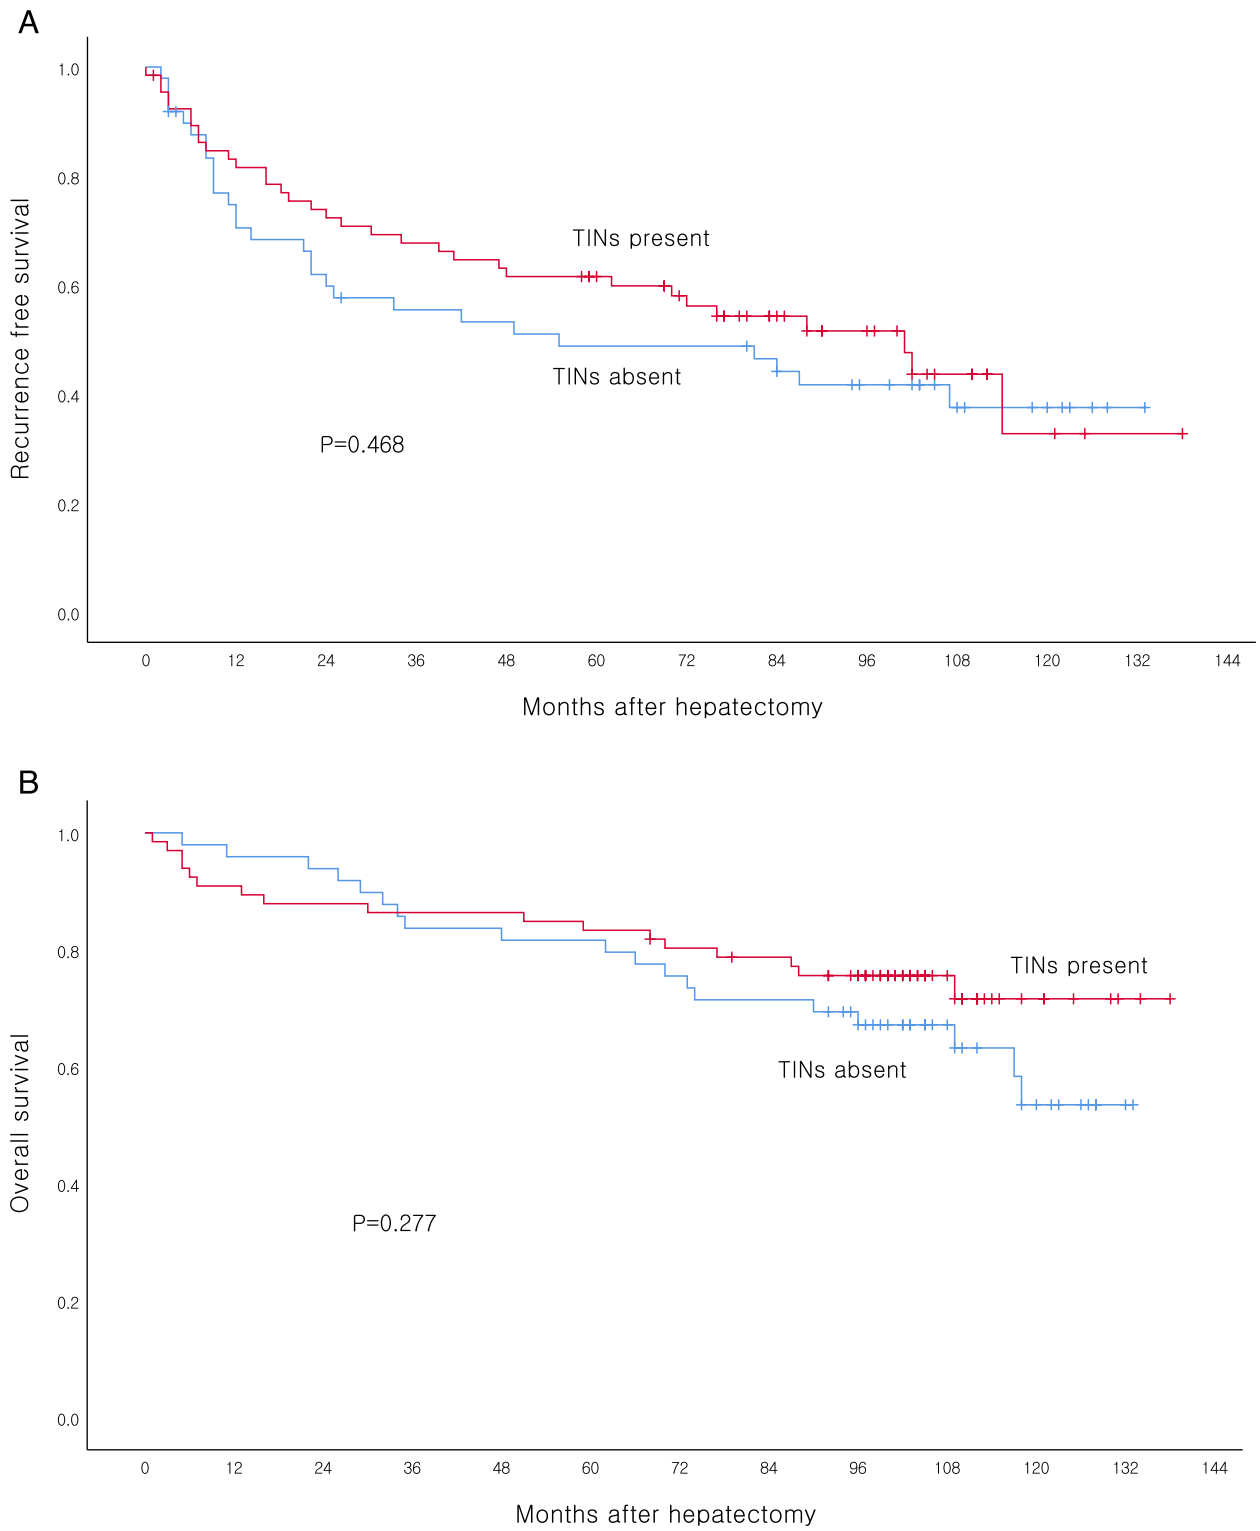 A
Recurrence free survival
1.0
0.8
0.6
0.4
0.2
0.0
TINs present
TINs absent
P=0.468
0 12 24 36 48 60 72 84 96 108 120 132 144
Months after hepatectomy
B
Overall survival
1.0
0.8
0.6
0.4
0.2
0.0
TINs present
TINs absent
P=0.277
0 12 24 36 48 60 72 84 96 108 120 132 144
Months after hepatectomy